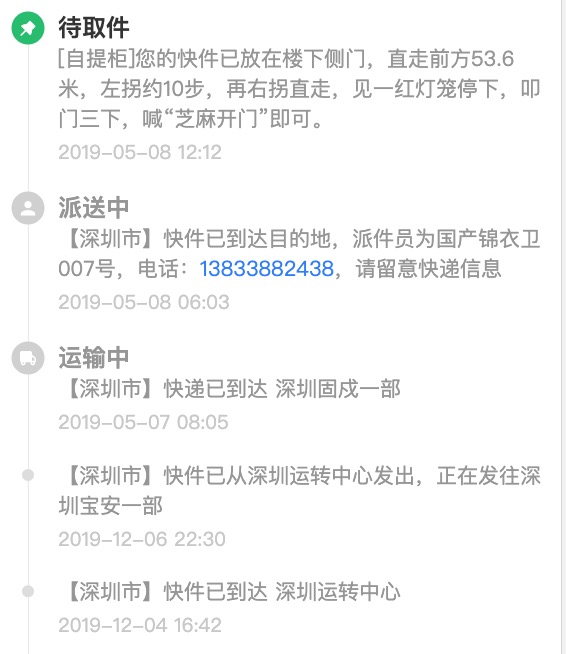 待取件
[自提柜]您的快件已放在楼下侧门，直走前方53.6
米，左拐约10步，再右拐直走，见一红灯笼停下，叩
门三下，喊“芝麻开门”即可。
2019-05-08 12:12
派送中
【深圳市】快件已到达目的地，派件员为国产锦衣卫
007号，电话：13833882438，请留意快递信息
2019-05-08 06:03
运输中
【深圳市】快递已到达 深圳固戍一部
2019-05-07 08:05
【深圳市】快件已从深圳运转中心发出，正在发往深
圳宝安一部
2019-12-06 22:30
【深圳市】快件已到达 深圳运转中心
2019-12-04 16:42